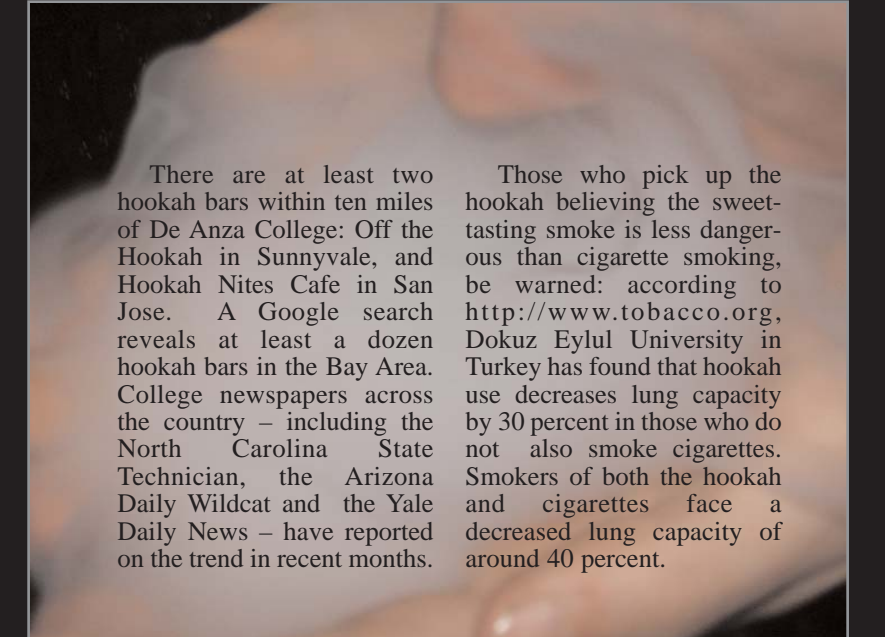 There are at least two
hookah bars within ten miles
of De Anza College: Off the
Hookah in Sunnyvale, and
Hookah Nites Cafe in San
Jose. A Google search
reveals at least a dozen
hookah bars in the Bay Area.
College newspapers across
the country – including the
North Carolina State
Technician, the Arizona
Daily Wildcat and the Yale
Daily News – have reported
on the trend in recent months.
Those who pick up the
hookah believing the sweet-
tasting smoke is less danger-
ous than cigarette smoking,
be warned: according to
http://www.tobacco.org,
Dokuz Eylul University in
Turkey has found that hookah
use decreases lung capacity
by 30 percent in those who do
not also smoke cigarettes.
Smokers of both the hookah
and cigarettes face a
decreased lung capacity of
around 40 percent.